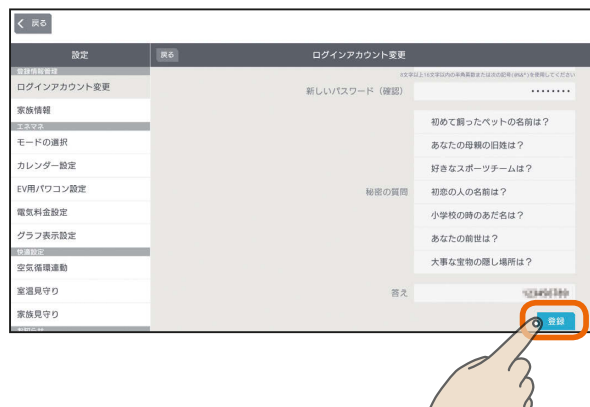 戻る
設定
戻る
ログインアカウント変更
登録情報管理
ログインアカウント変更
家族情報
エネマネ
モードの選択
カレンダー設定
EV用パワコン設定
電気料金設定
グラフ表示設定
快適設定
空気循環連動
室温見守り
家族見守り
お知らせ
新しいパスワード（確認）
••••••••
秘密の質問
初めて飼ったペットの名前は？
あなたの母親の旧姓は？
好きなスポーツチームは？
初恋の人の名前は？
小学校の時のあだ名は？
あなたの前世は？
大事な宝物の隠し場所は？
答え
登録